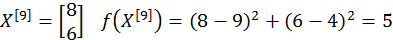 X^[9] = [8 6] f(X^[9]) = (8 − 9)² + (6 − 4)² = 5